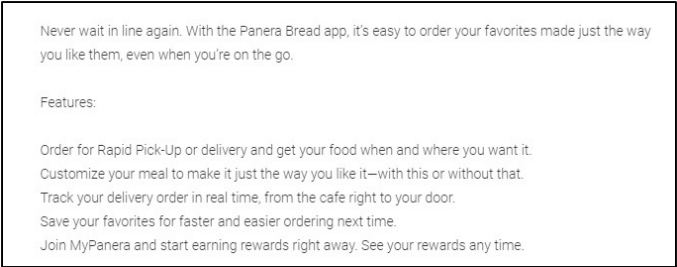 Never wait in line again. With the Panera Bread app, it's easy to order your favorites made just the way
you like them, even when you're on the go.
Features:
Order for Rapid Pick-Up or delivery and get your food when and where you want it.
Customize your meal to make it just the way you like it—with this or without that.
Track your delivery order in real time, from the cafe right to your door.
Save your favorites for faster and easier ordering next time.
Join MyPanera and start earning rewards right away. See your rewards any time.